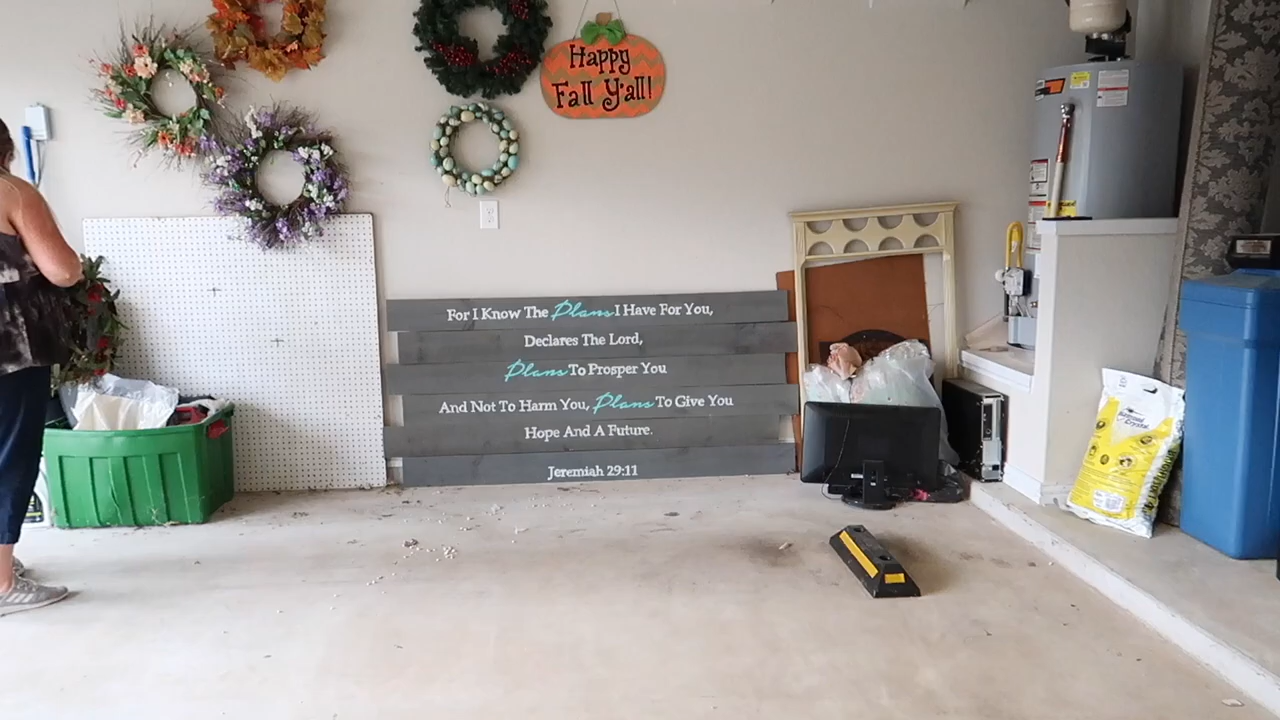 Happy
Fall Y'all!
For I Know The Plans I Have For You,
Declares The Lord,
Plans To Prosper You
And Not To Harm You, Plans To Give You
Hope And A Future.
Jeremiah 29:11
Crystal